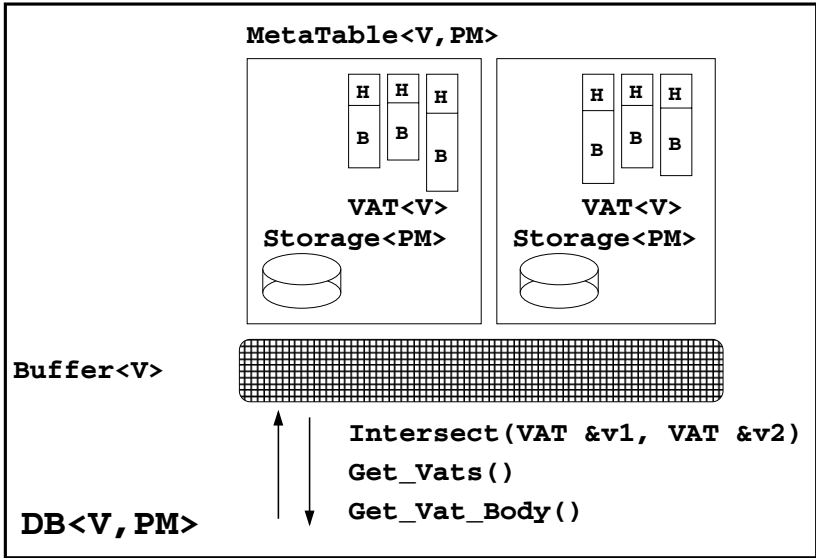 MetaTable<V,PM>
H H H H H H
B B B B B B
VAT<V> VAT<V>
Storage<PM> Storage<PM>
Buffer<V>
Intersect(VAT &v1, VAT &v2)
Get_Vats()
Get_Vat_Body()
DB<V,PM>